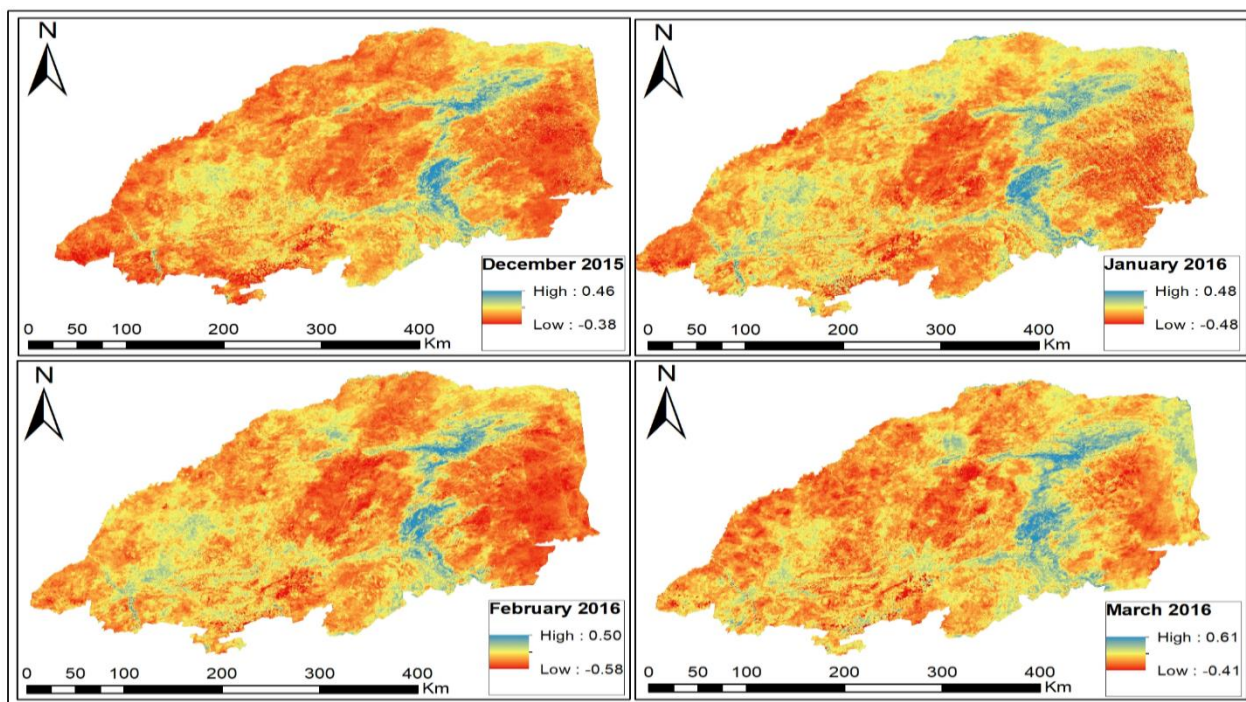 N
December 2015
High : 0.46
Low : -0.38
0 50 100 200 300 400
Km
N
January 2016
High : 0.48
Low : -0.48
0 50 100 200 300 400
Km
N
February 2016
High : 0.50
Low : -0.58
0 50 100 200 300 400
Km
N
March 2016
High : 0.61
Low : -0.41
0 50 100 200 300 400
Km